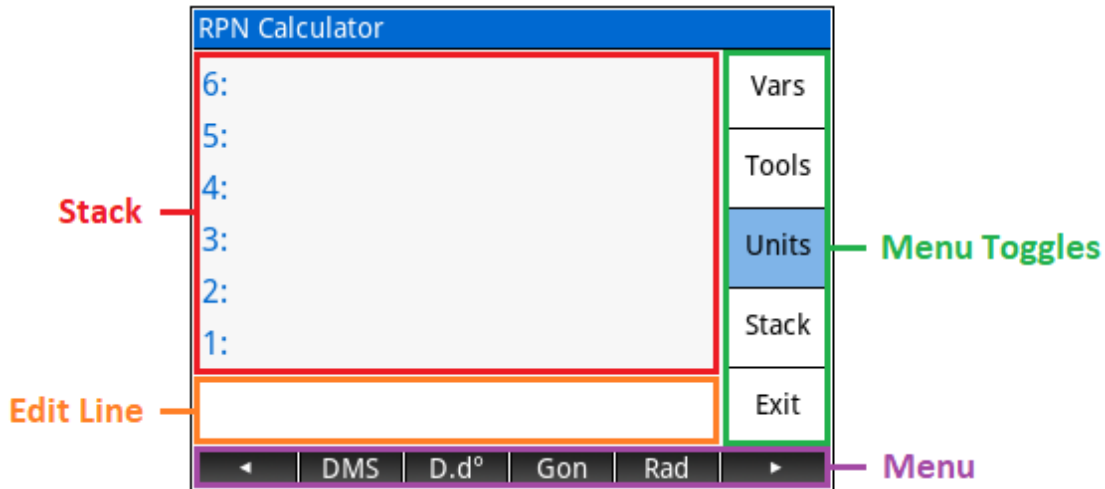 RPN Calculator
6:
5:
4:
3:
2:
1:
Vars
Tools
Units
Stack
Exit
◄ DMS D.dº Gon Rad ►
Stack
Edit Line
Menu Toggles
Menu